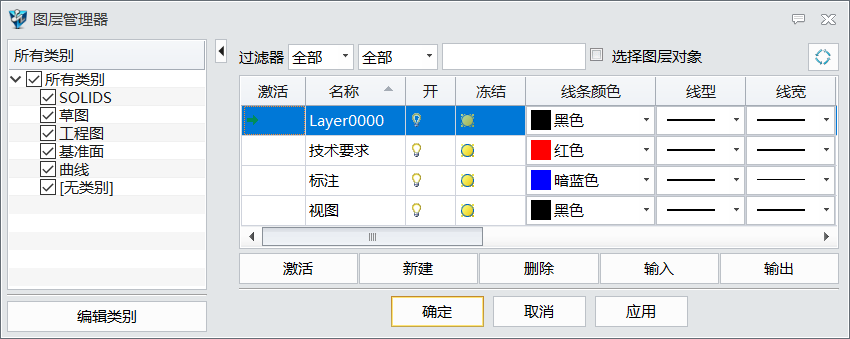 图层管理器
所有类别
所有类别
SOLIDS
草图
工程图
基准面
曲线
[无类别]
编辑类别
过滤器 全部 全部 选择图层对象
激活 名称 开 冻结 线条颜色 线型 线宽
Layer0000 黑色
技术要求 红色
标注 暗蓝色
视图 黑色
激活 新建 删除 输入 输出
确定 取消 应用